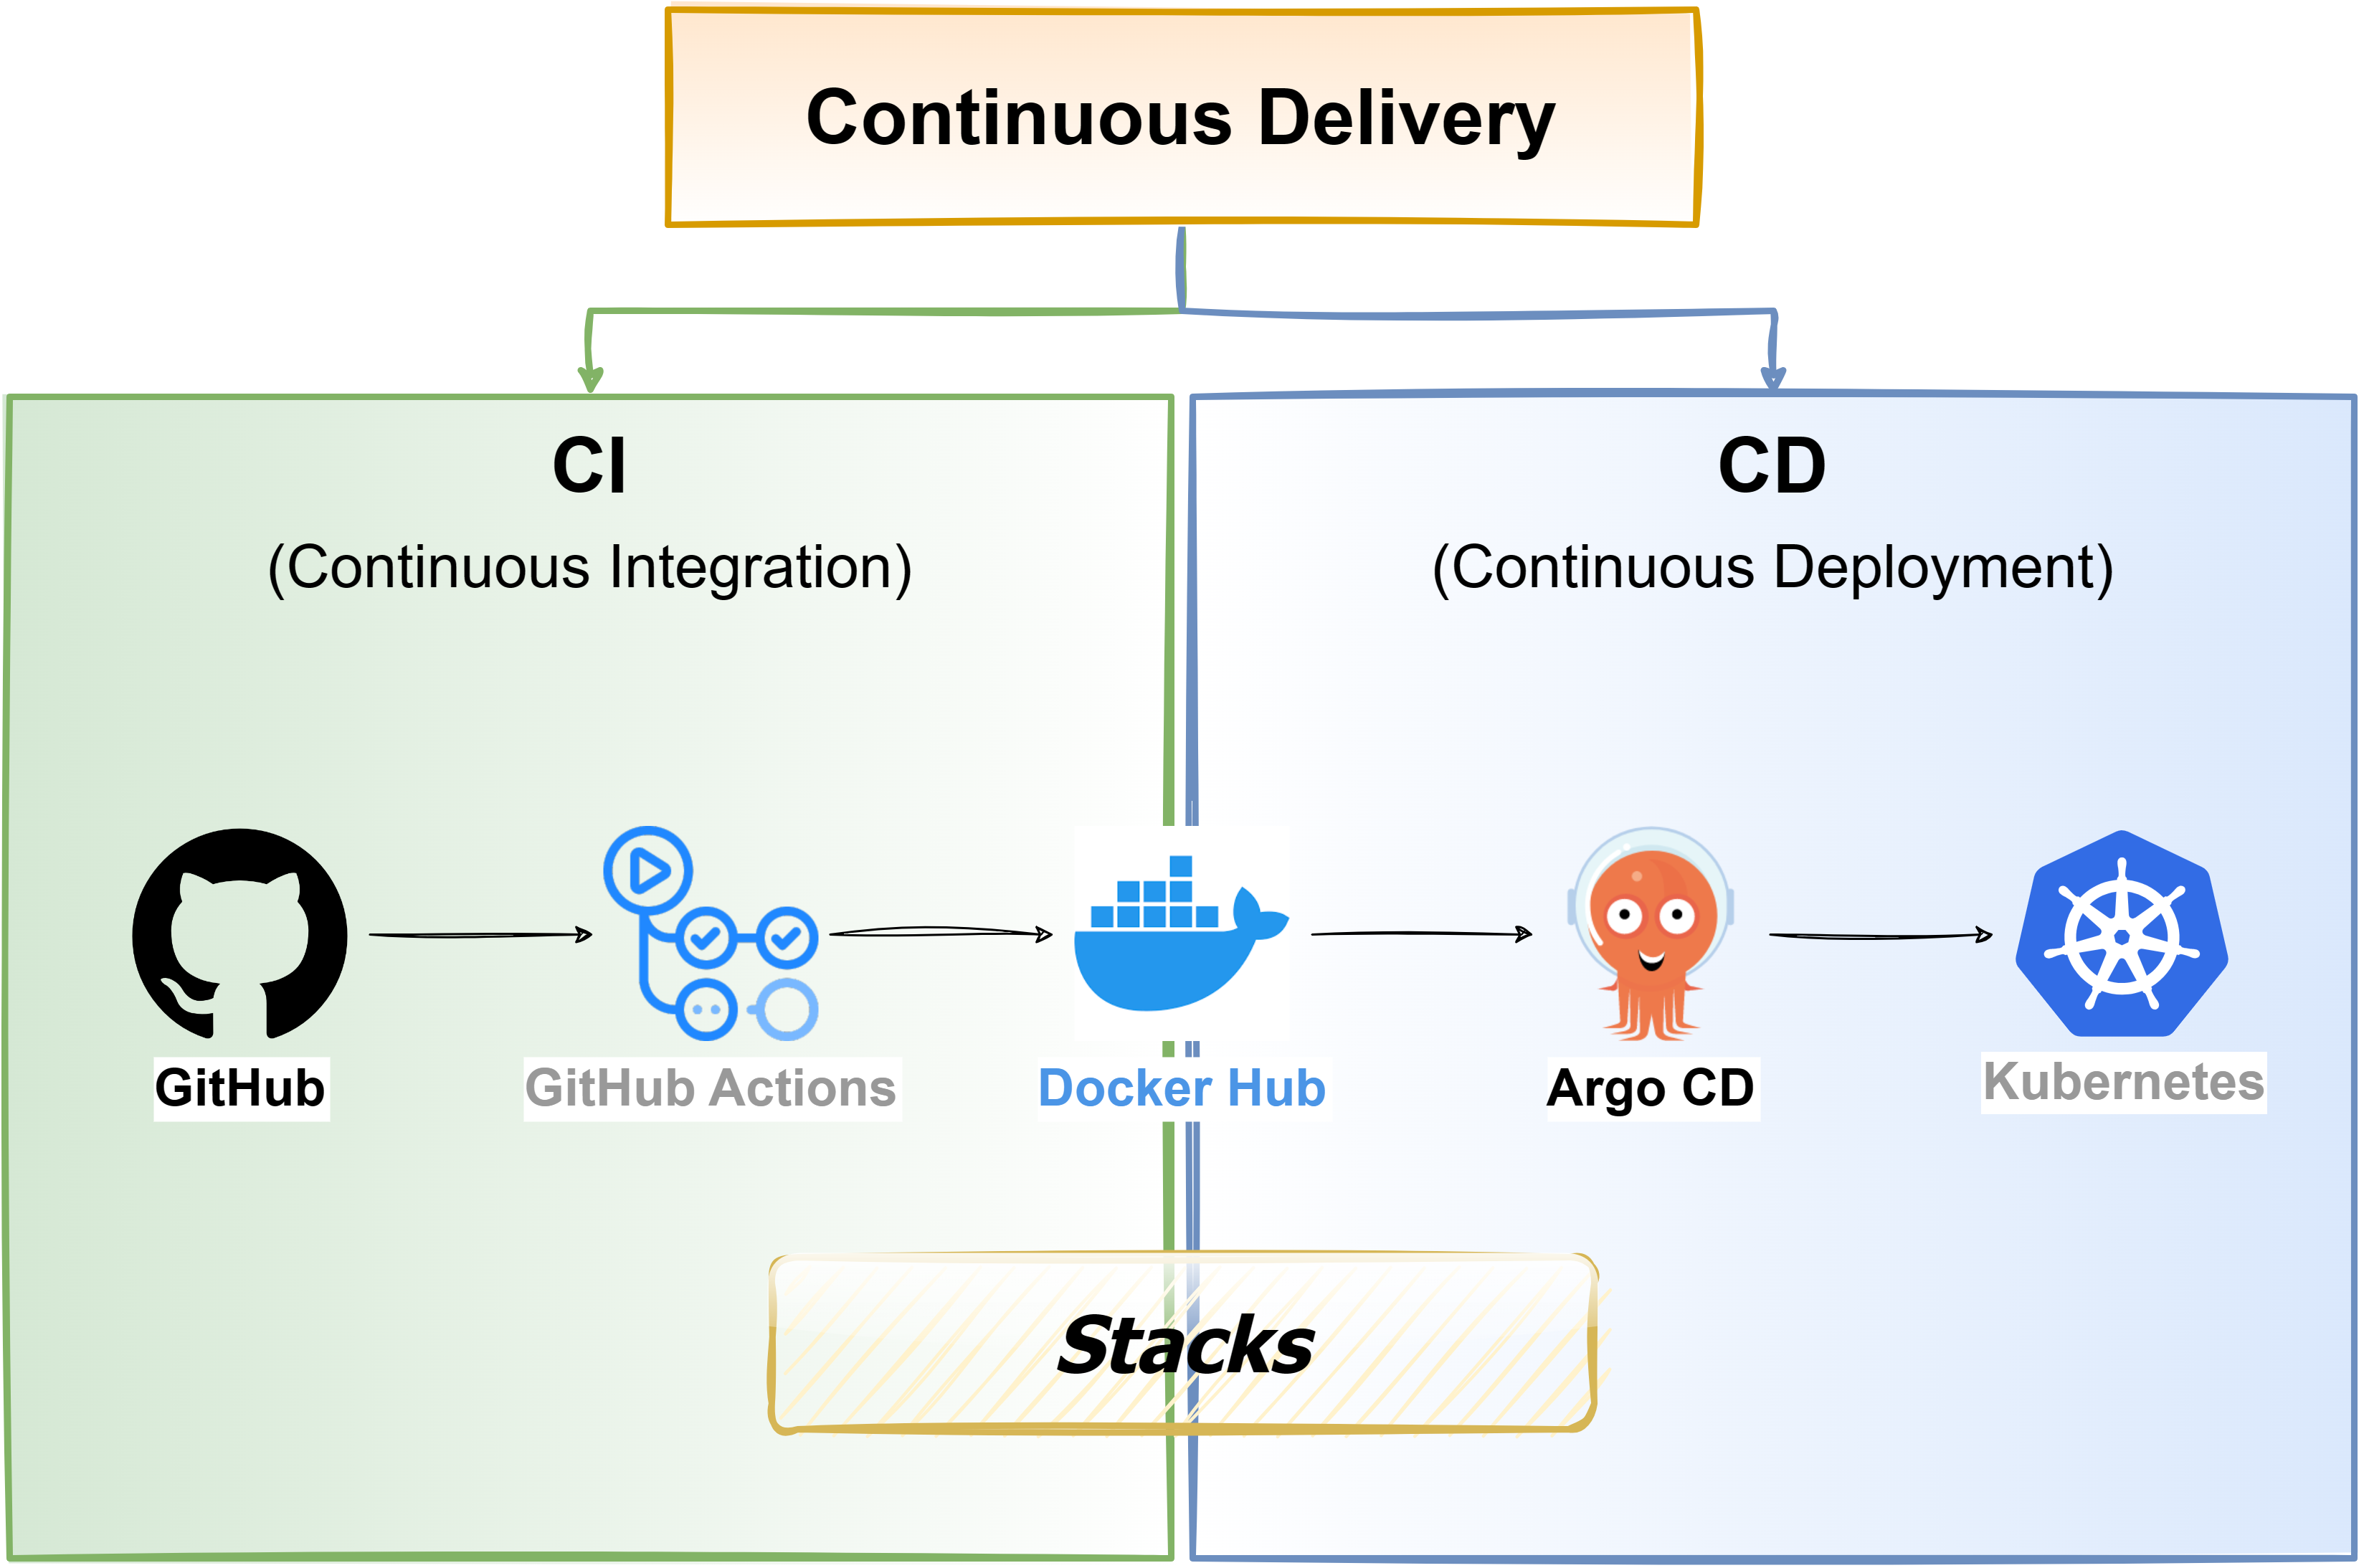 Continuous Delivery
CI
(Continuous Integration)
CD
(Continuous Deployment)
GitHub
GitHub Actions
Docker Hub
Argo CD
Kubernetes
Stacks